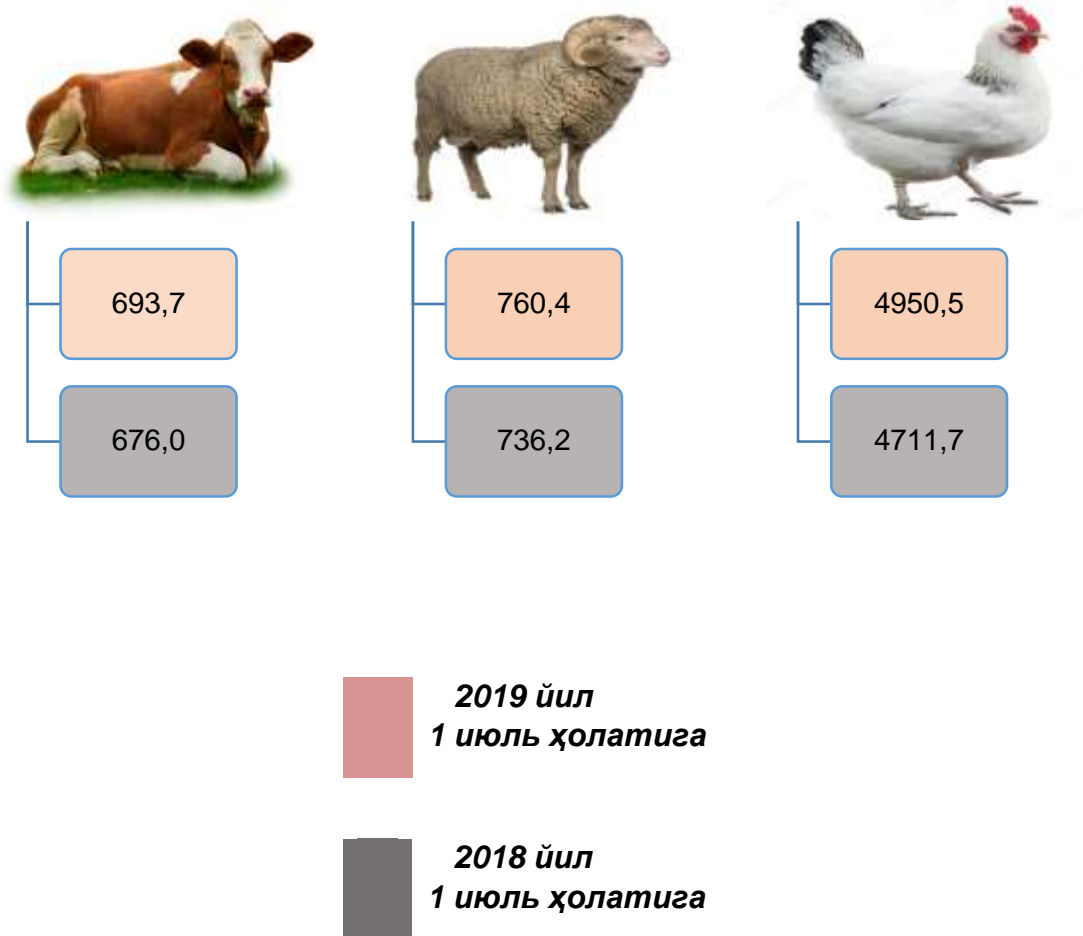 693,7
760,4
4950,5
676,0
736,2
4711,7
2019 йил
1 июль ҳолатига
2018 йил
1 июль ҳолатига